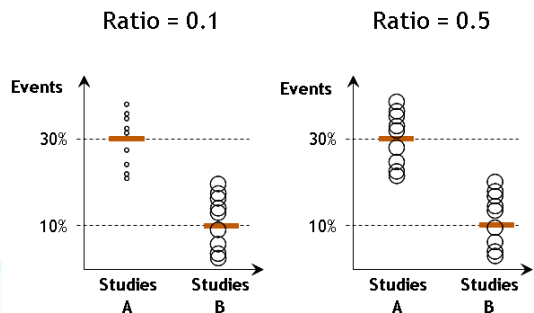 Ratio = 0.1
Events
30%
10%
Studies A
Studies B
Ratio = 0.5
Events
30%
10%
Studies A
Studies B